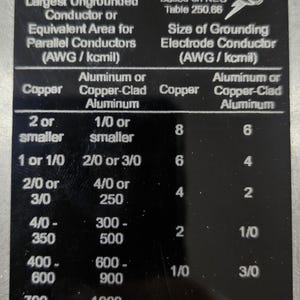 Largest Ungrounded
Conductor or
Equivalent Area for
Parallel Conductors
(AWG / kcmil)
Based on NEC
Table 250.66
Size of Grounding
Electrode Conductor
(AWG / kcmil)
Copper
Aluminum or
Copper-Clad
Aluminum
Copper
Aluminum or
Copper-Clad
Aluminum
2 or
smaller
1/0 or
smaller
8
6
1 or 1/0
2/0 or 3/0
6
4
2/0 or
3/0
4/0 or
250
4
2
4/0 -
350
300 -
500
2
1/0
400 -
600
600 -
900
1/0
3/0